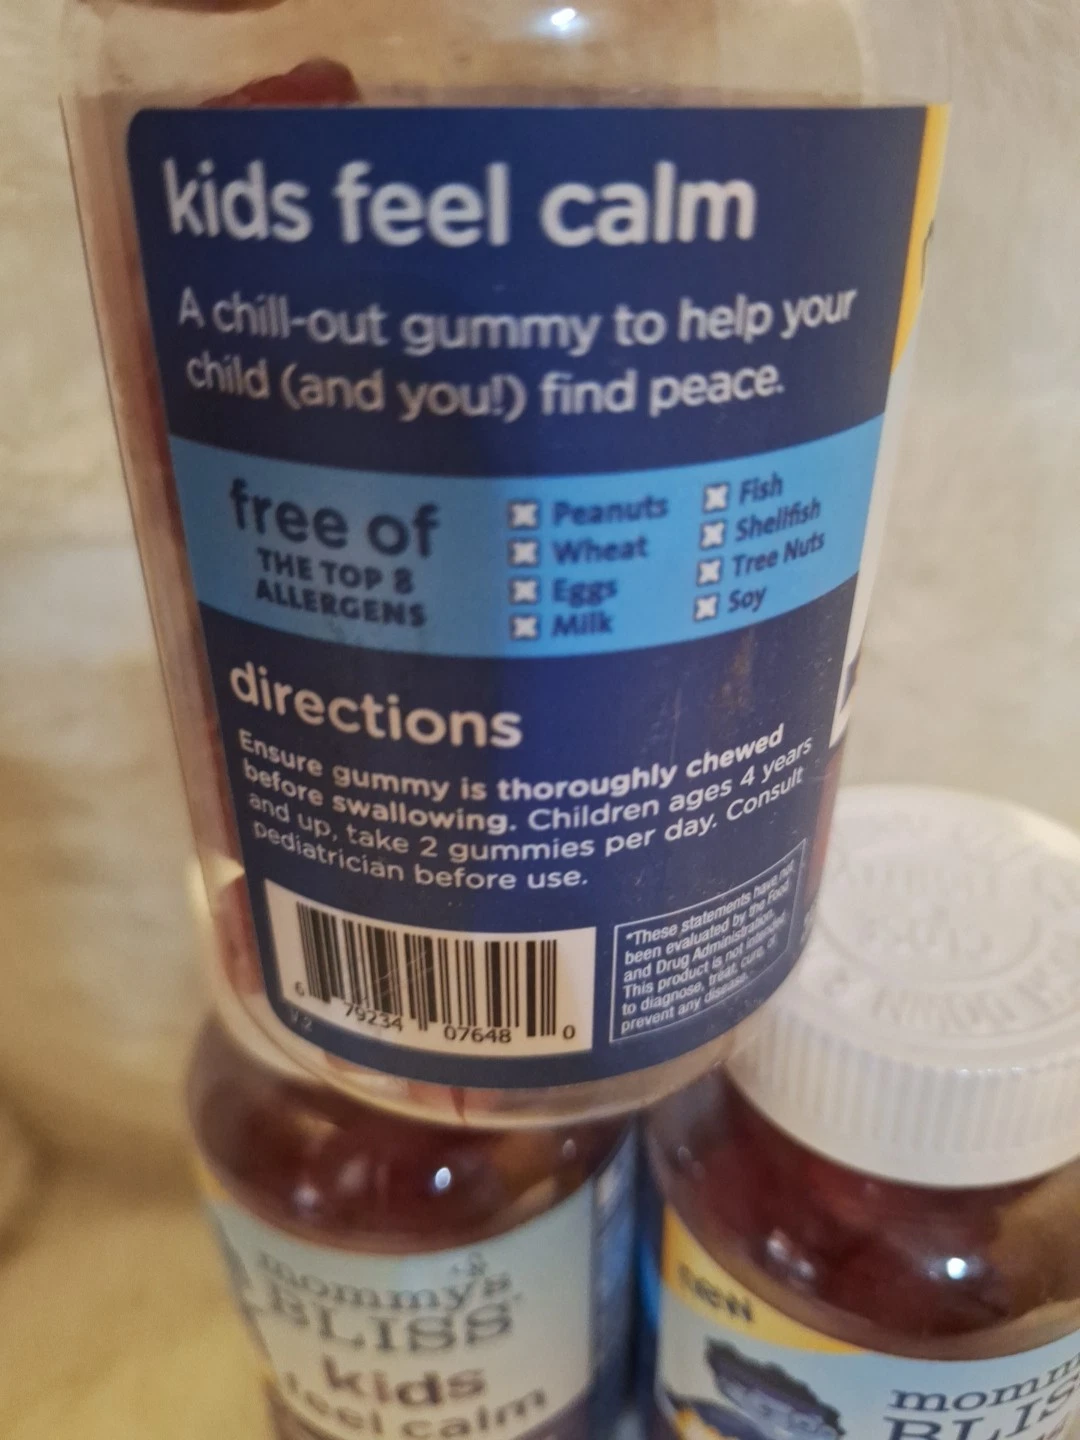 kids feel calm
A chill-out gummy to help your
child (and you!) find peace.
free of
THE TOP 8
ALLERGENS
Peanuts
Wheat
Eggs
Milk
Fish
Shellfish
Tree Nuts
Soy
directions
Ensure gummy is thoroughly chewed
before swallowing. Children ages 4 years
and up, take 2 gummies per day. Consult
pediatrician before use.
*These statements have not
been evaluated by the Food
and Drug Administration.
This product is not intended
to diagnose, treat, cure, or
prevent any disease.
6 79234 07648 0
V.2
mommy's
BLISS
kids
feel calm
new
momm
BLIS